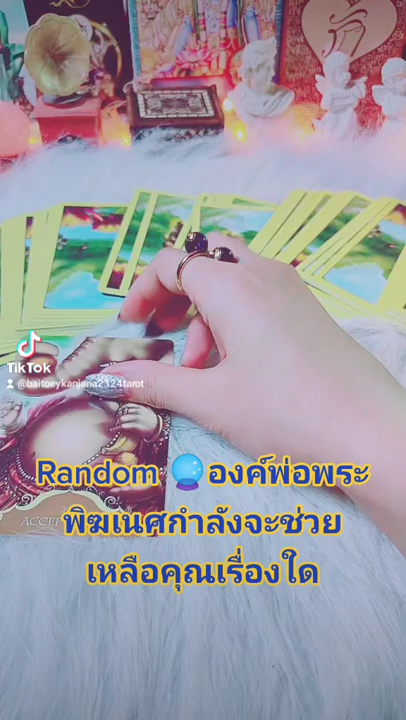 TikTok
@baitoeykanjana2324tarot
Random 🔮องค์พ่อพระ
พิฆเนศกำลังจะช่วย
เหลือคุณเรื่องใด